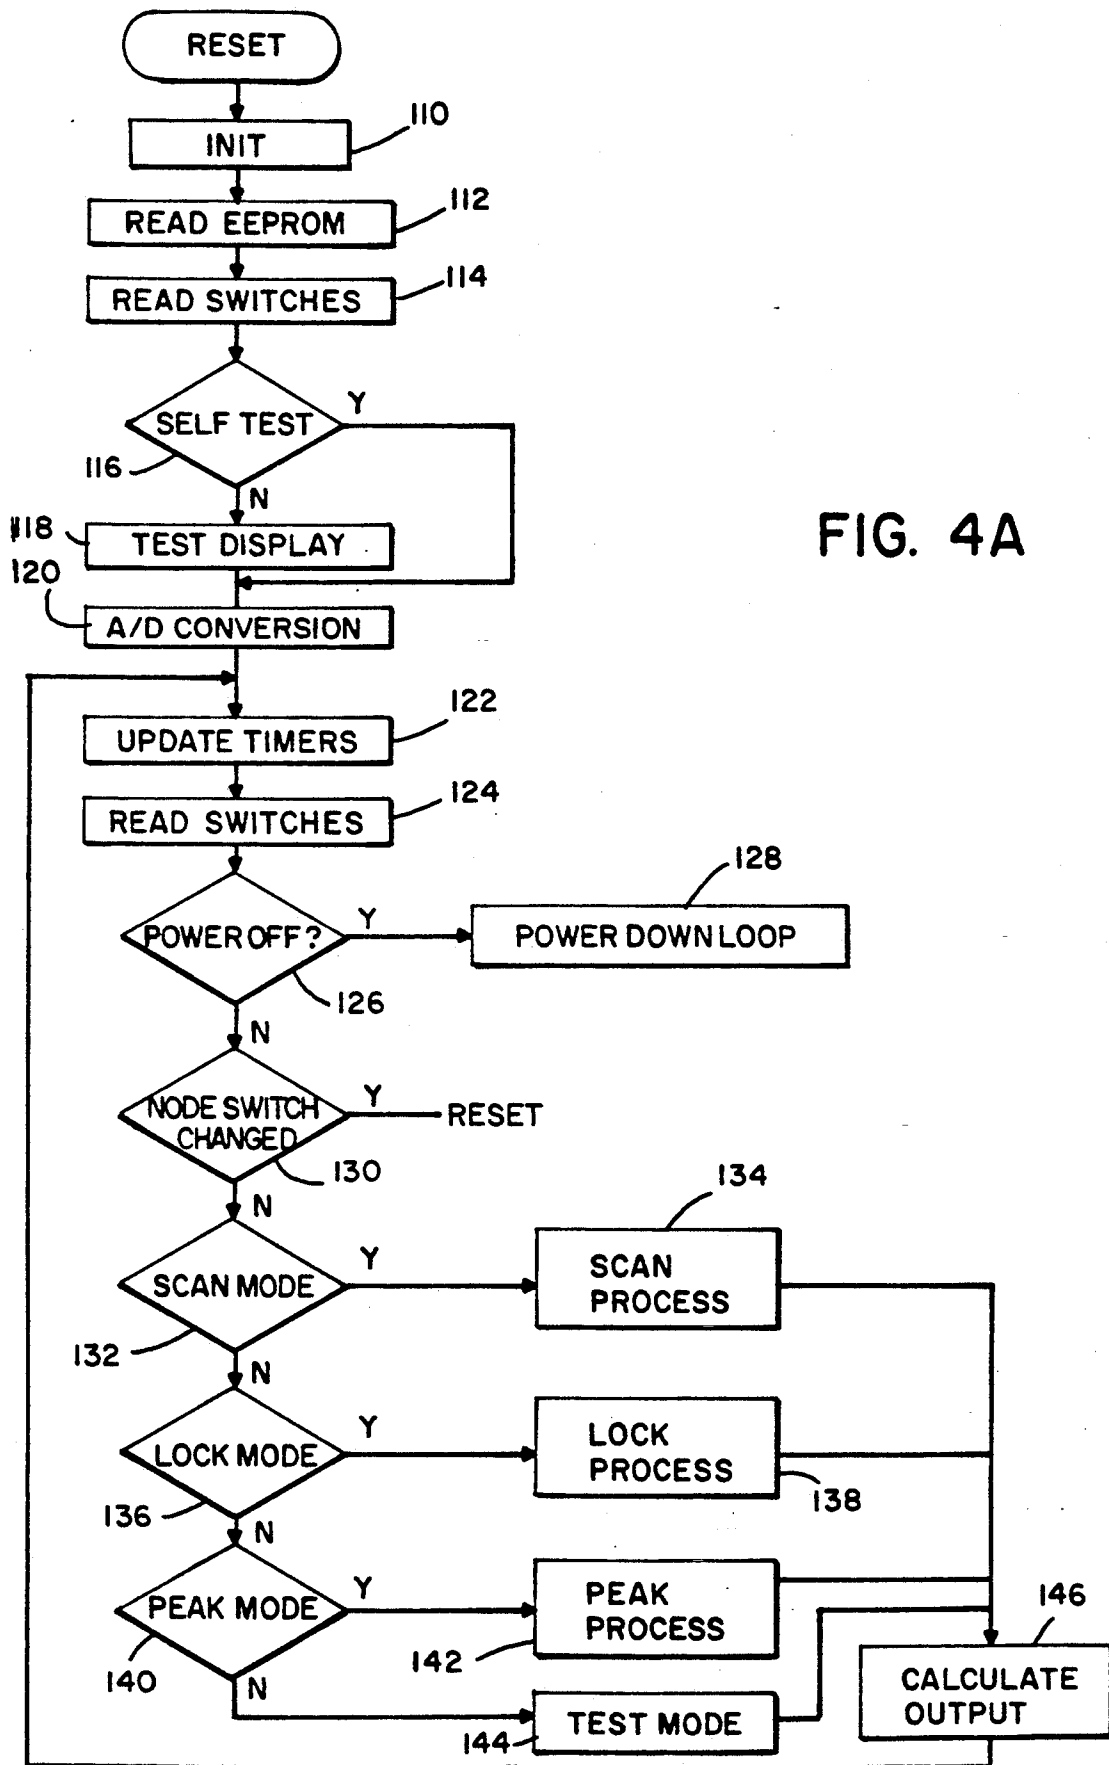 RESET
INIT
110
READ EEPROM
112
READ SWITCHES
114
SELF TEST
Y
116
N
118
TEST DISPLAY
FIG. 4A
120
A/D CONVERSION
UPDATE TIMERS
122
READ SWITCHES
124
POWER OFF?
Y
126
POWER DOWN LOOP
128
N
NODE SWITCH
CHANGED
Y
RESET
130
N
SCAN MODE
Y
132
SCAN
PROCESS
134
N
LOCK MODE
Y
136
LOCK
PROCESS
138
N
PEAK MODE
Y
140
PEAK
PROCESS
142
N
TEST MODE
144
146
CALCULATE
OUTPUT